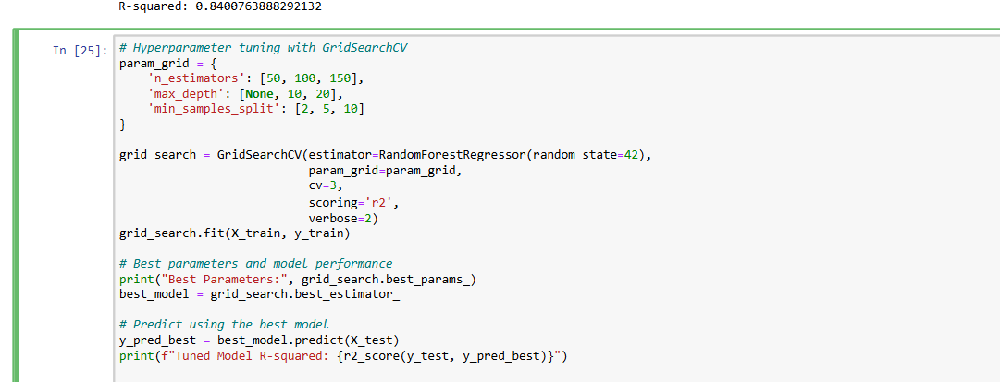 R-squared: 0.8400763888292132
In [25]: # Hyperparameter tuning with GridSearchCV
param_grid = {
    'n_estimators': [50, 100, 150],
    'max_depth': [None, 10, 20],
    'min_samples_split': [2, 5, 10]
}
grid_search = GridSearchCV(estimator=RandomForestRegressor(random_state=42),
                           param_grid=param_grid,
                           cv=3,
                           scoring='r2',
                           verbose=2)
grid_search.fit(X_train, y_train)
# Best parameters and model performance
print("Best Parameters:", grid_search.best_params_)
best_model = grid_search.best_estimator_
# Predict using the best model
y_pred_best = best_model.predict(X_test)
print(f"Tuned Model R-squared: {r2_score(y_test, y_pred_best)}")